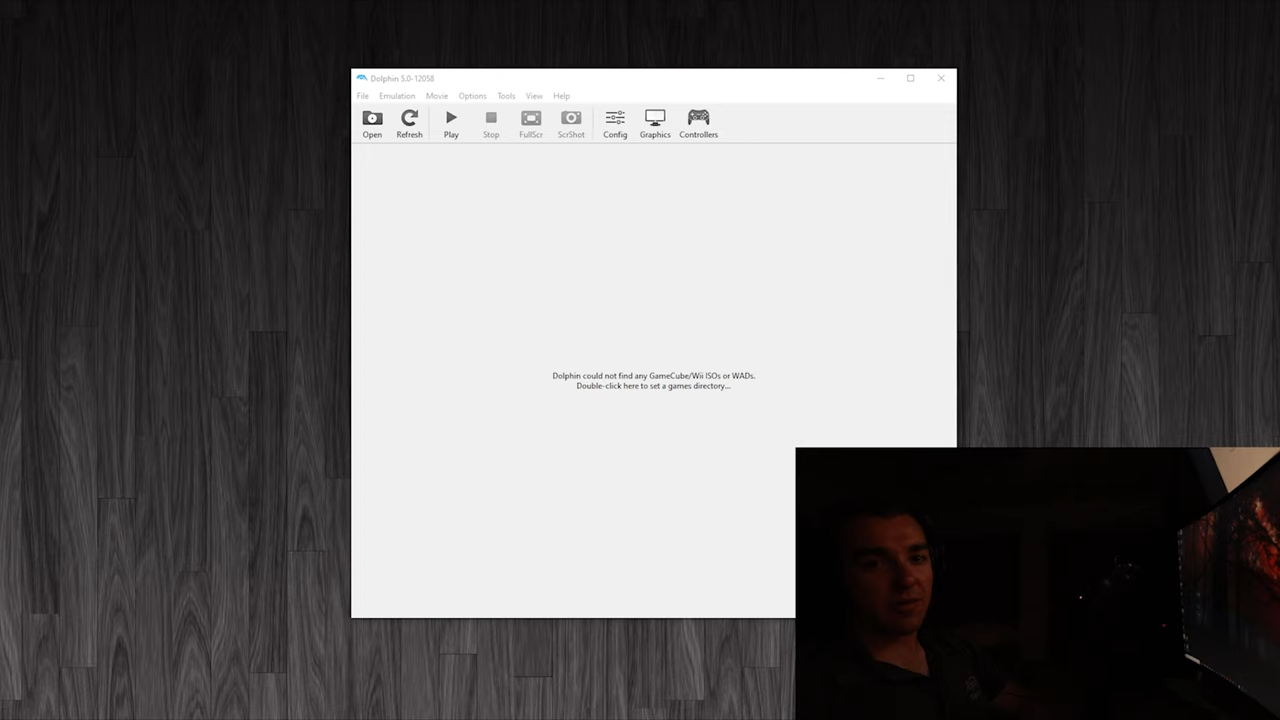 Dolphin 5.0-12058
File Emulation Movie Options Tools View Help
Open Refresh Play Stop FullScr ScrShot Config Graphics Controllers
Dolphin could not find any GameCube/Wii ISOs or WADs.
Double-click here to set a games directory...